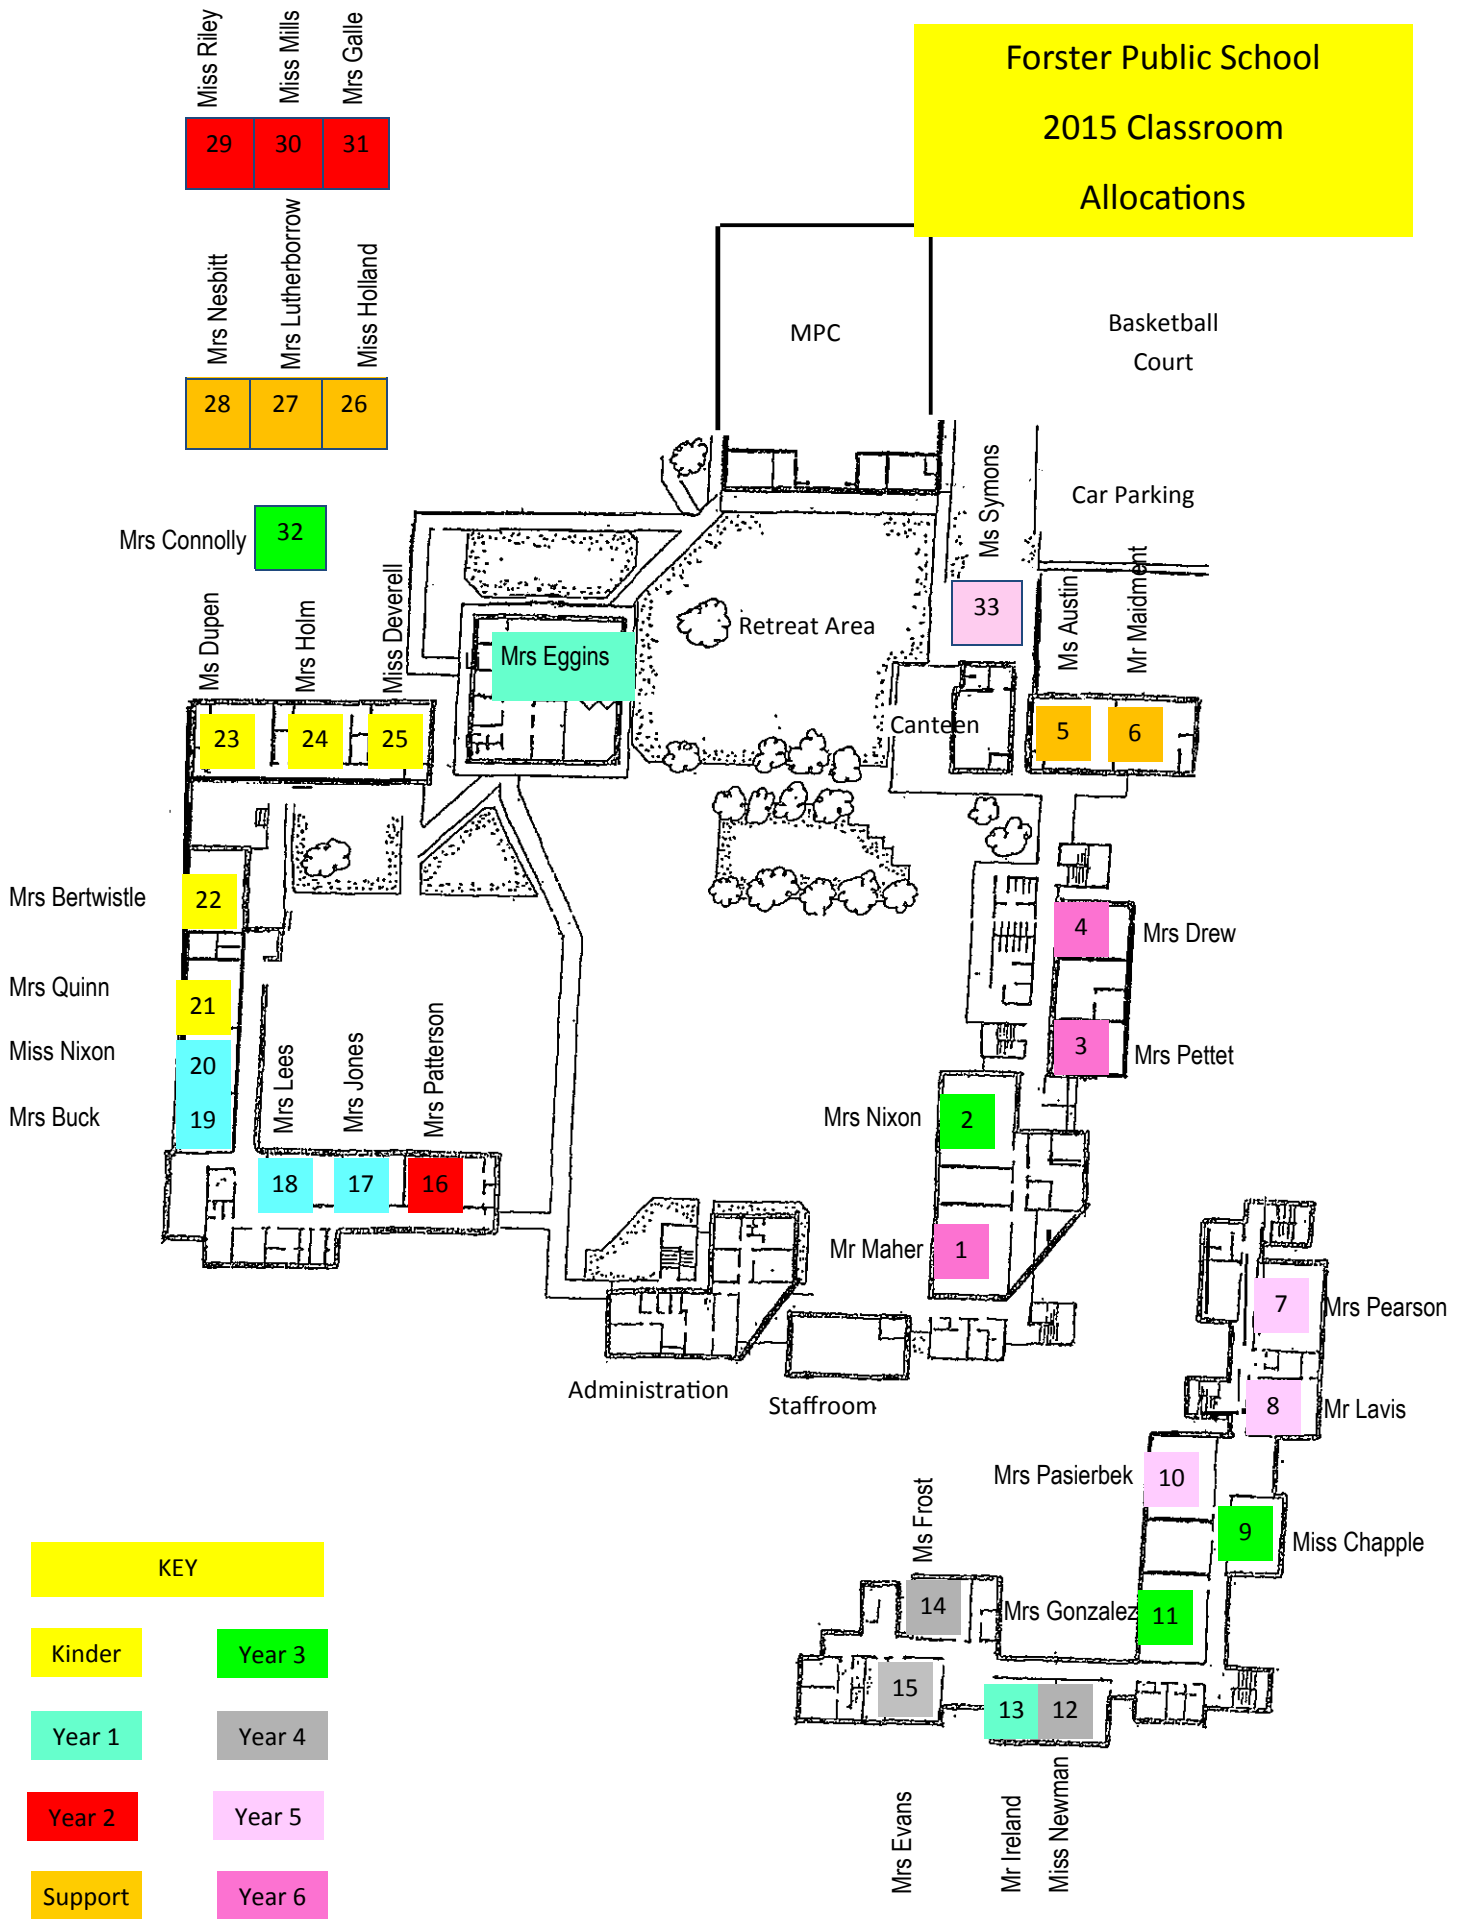 Forster Public School
2015 Classroom
Allocations
Miss Riley
Miss Mills
Mrs Galle
29
30
31
Mrs Nesbitt
Mrs Lutherborrow
Miss Holland
28
27
26
MPC
Basketball
Court
Mrs Connolly
32
Ms Symons
Car Parking
33
Ms Austin
Mr Maidment
Ms Dupen
Mrs Holm
Miss Deverell
Mrs Eggins
Retreat Area
23
24
25
Canteen
5
6
Mrs Bertwistle
22
4
Mrs Drew
Mrs Quinn
21
3
Mrs Pettet
Miss Nixon
20
Mrs Buck
19
Mrs Lees
Mrs Jones
Mrs Patterson
18
17
16
Mrs Nixon
2
Mr Maher
1
7
Mrs Pearson
Administration
Staffroom
8
Mr Lavis
Mrs Pasierbek
10
9
Miss Chapple
Ms Frost
14
Mrs Gonzalez
11
15
13
12
Mrs Evans
Mr Ireland
Miss Newman
KEY
Kinder
Year 3
Year 1
Year 4
Year 2
Year 5
Support
Year 6